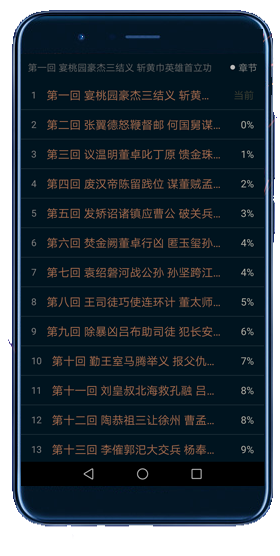 第一回 宴桃园豪杰三结义 斩黄巾英雄首立功 章节
1 第一回 宴桃园豪杰三结义 斩黄... 当前
2 第二回 张翼德怒鞭督邮 何国舅谋... 0%
3 第三回 议温明董卓叱丁原 馈金珠... 1%
4 第四回 废汉帝陈留践位 谋董贼孟... 2%
5 第五回 发矫诏诸镇应曹公 破关兵... 3%
6 第六回 焚金阙董卓行凶 匿玉玺孙... 4%
7 第七回 袁绍磐河战公孙 孙坚跨江... 4%
8 第八回 王司徒巧使连环计 董太师... 5%
9 第九回 除暴凶吕布助司徒 犯长安... 6%
10 第十回 勤王室马腾举义 报父仇... 7%
11 第十一回 刘皇叔北海救孔融 吕... 8%
12 第十二回 陶恭祖三让徐州 曹孟... 8%
13 第十三回 李傕郭汜大交兵 杨奉... 9%